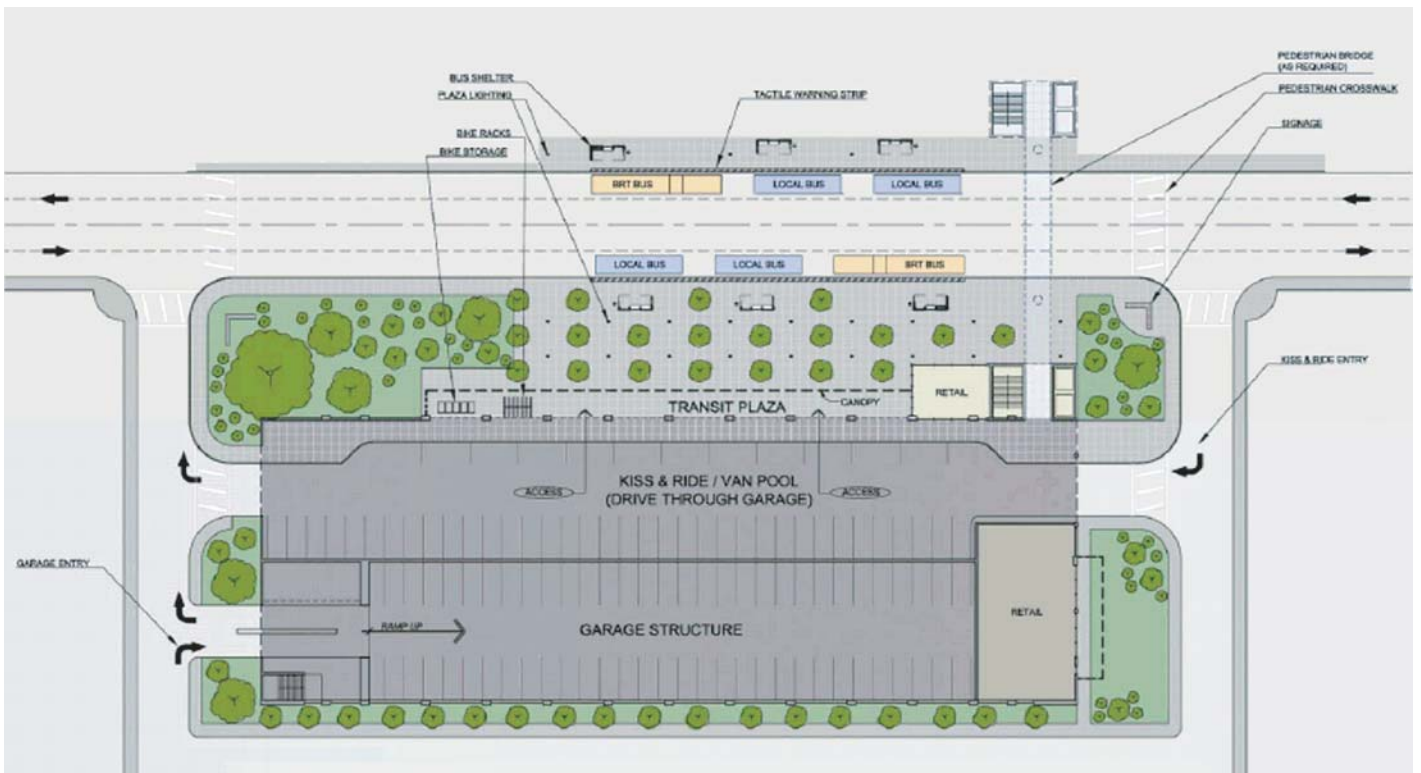 PEDESTRIAN BRIDGE
(AS REQUIRED)
BUS SHELTER
PLAZA LIGHTING
TACTILE WARNING STRIP
PEDESTRIAN CROSSWALK
SIGNAGE
BIKE RACKS
BIKE STORAGE
BRT BUS
LOCAL BUS
LOCAL BUS
LOCAL BUS
LOCAL BUS
BRT BUS
KISS & RIDE ENTRY
RETAIL
CANOPY
TRANSIT PLAZA
KISS & RIDE / VAN POOL
(DRIVE THROUGH GARAGE)
ACCESS
ACCESS
GARAGE ENTRY
RAMP UP
GARAGE STRUCTURE
RETAIL